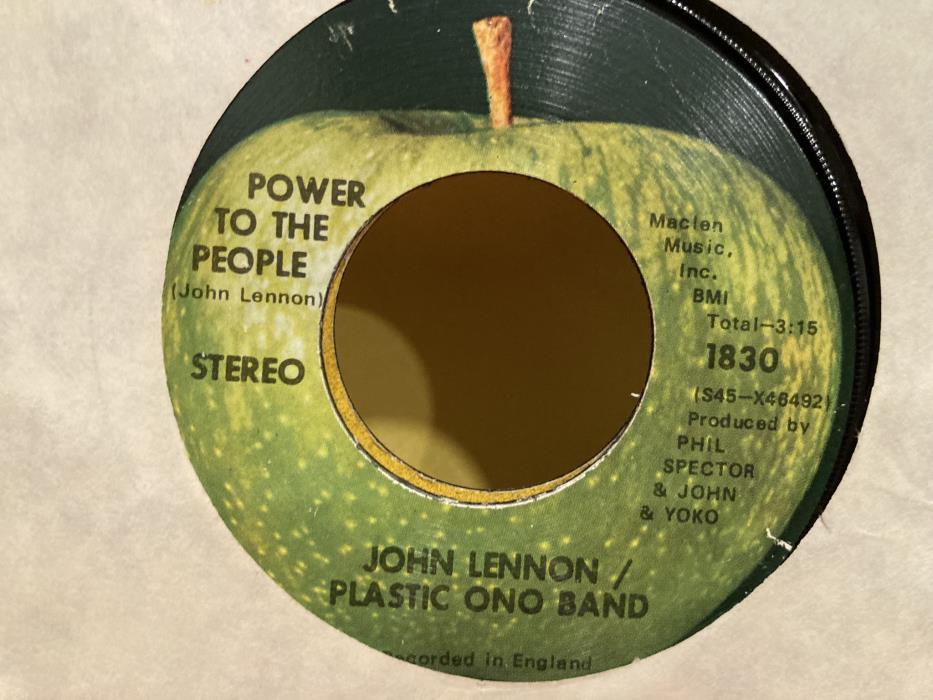 POWER
TO THE
PEOPLE
(John Lennon)
STEREO
Maclen
Music,
Inc.
BMI
Total—3:15
1830
(S45—X46492)
Produced by
PHIL
SPECTOR
& JOHN
& YOKO
JOHN LENNON /
PLASTIC ONO BAND
Recorded in England